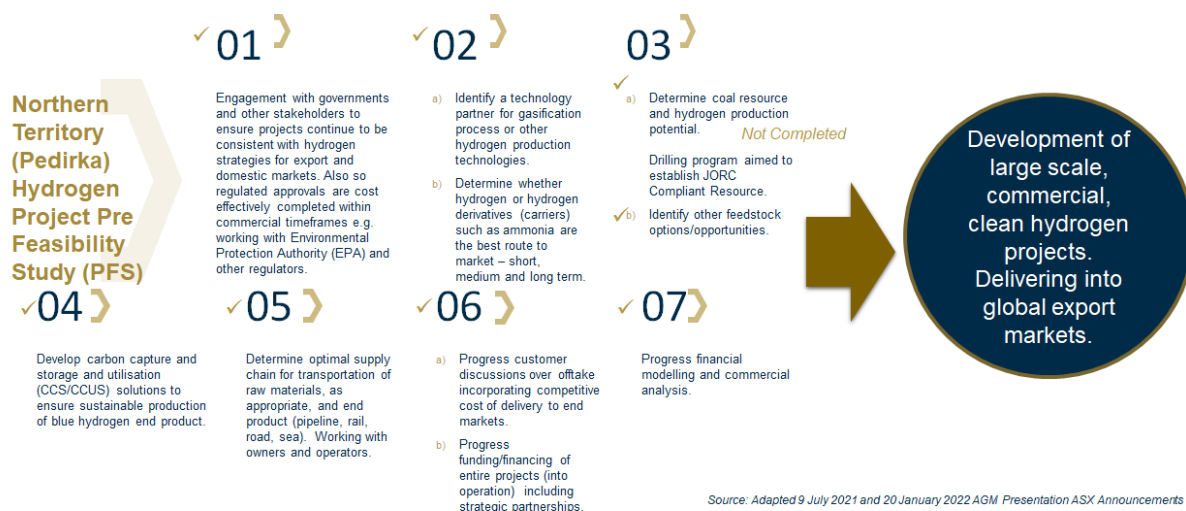 Northern
Territory
(Pedirka)
Hydrogen
Project Pre
Feasibility
Study (PFS)
✓ 01
Engagement with governments
and other stakeholders to
ensure projects continue to be
consistent with hydrogen
strategies for export and
domestic markets. Also so
regulated approvals are cost
effectively completed within
commercial timeframes e.g.
working with Environmental
Protection Authority (EPA) and
other regulators.
✓ 02
a) Identify a technology
partner for gasification
process or other
hydrogen production
technologies.
b) Determine whether
hydrogen or hydrogen
derivatives (carriers)
such as ammonia are
the best route to
market – short,
medium and long term.
03
✓
a) Determine coal resource
and hydrogen production
potential.
Not Completed
Drilling program aimed to
establish JORC
Compliant Resource.
✓ b) Identify other feedstock
options/opportunities.
✓ 04
Develop carbon capture and
storage and utilisation
(CCS/CCUS) solutions to
ensure sustainable production
of blue hydrogen end product.
✓ 05
Determine optimal supply
chain for transportation of
raw materials, as
appropriate, and end
product (pipeline, rail,
road, sea). Working with
owners and operators.
✓ 06
a) Progress customer
discussions over offtake
incorporating competitive
cost of delivery to end
markets.
b) Progress
funding/financing of
entire projects (into
operation) including
strategic partnerships.
✓ 07
Progress financial
modelling and commercial
analysis.
Development of
large scale,
commercial,
clean hydrogen
projects.
Delivering into
global export
markets.
Source: Adapted 9 July 2021 and 20 January 2022 AGM Presentation ASX Announcements